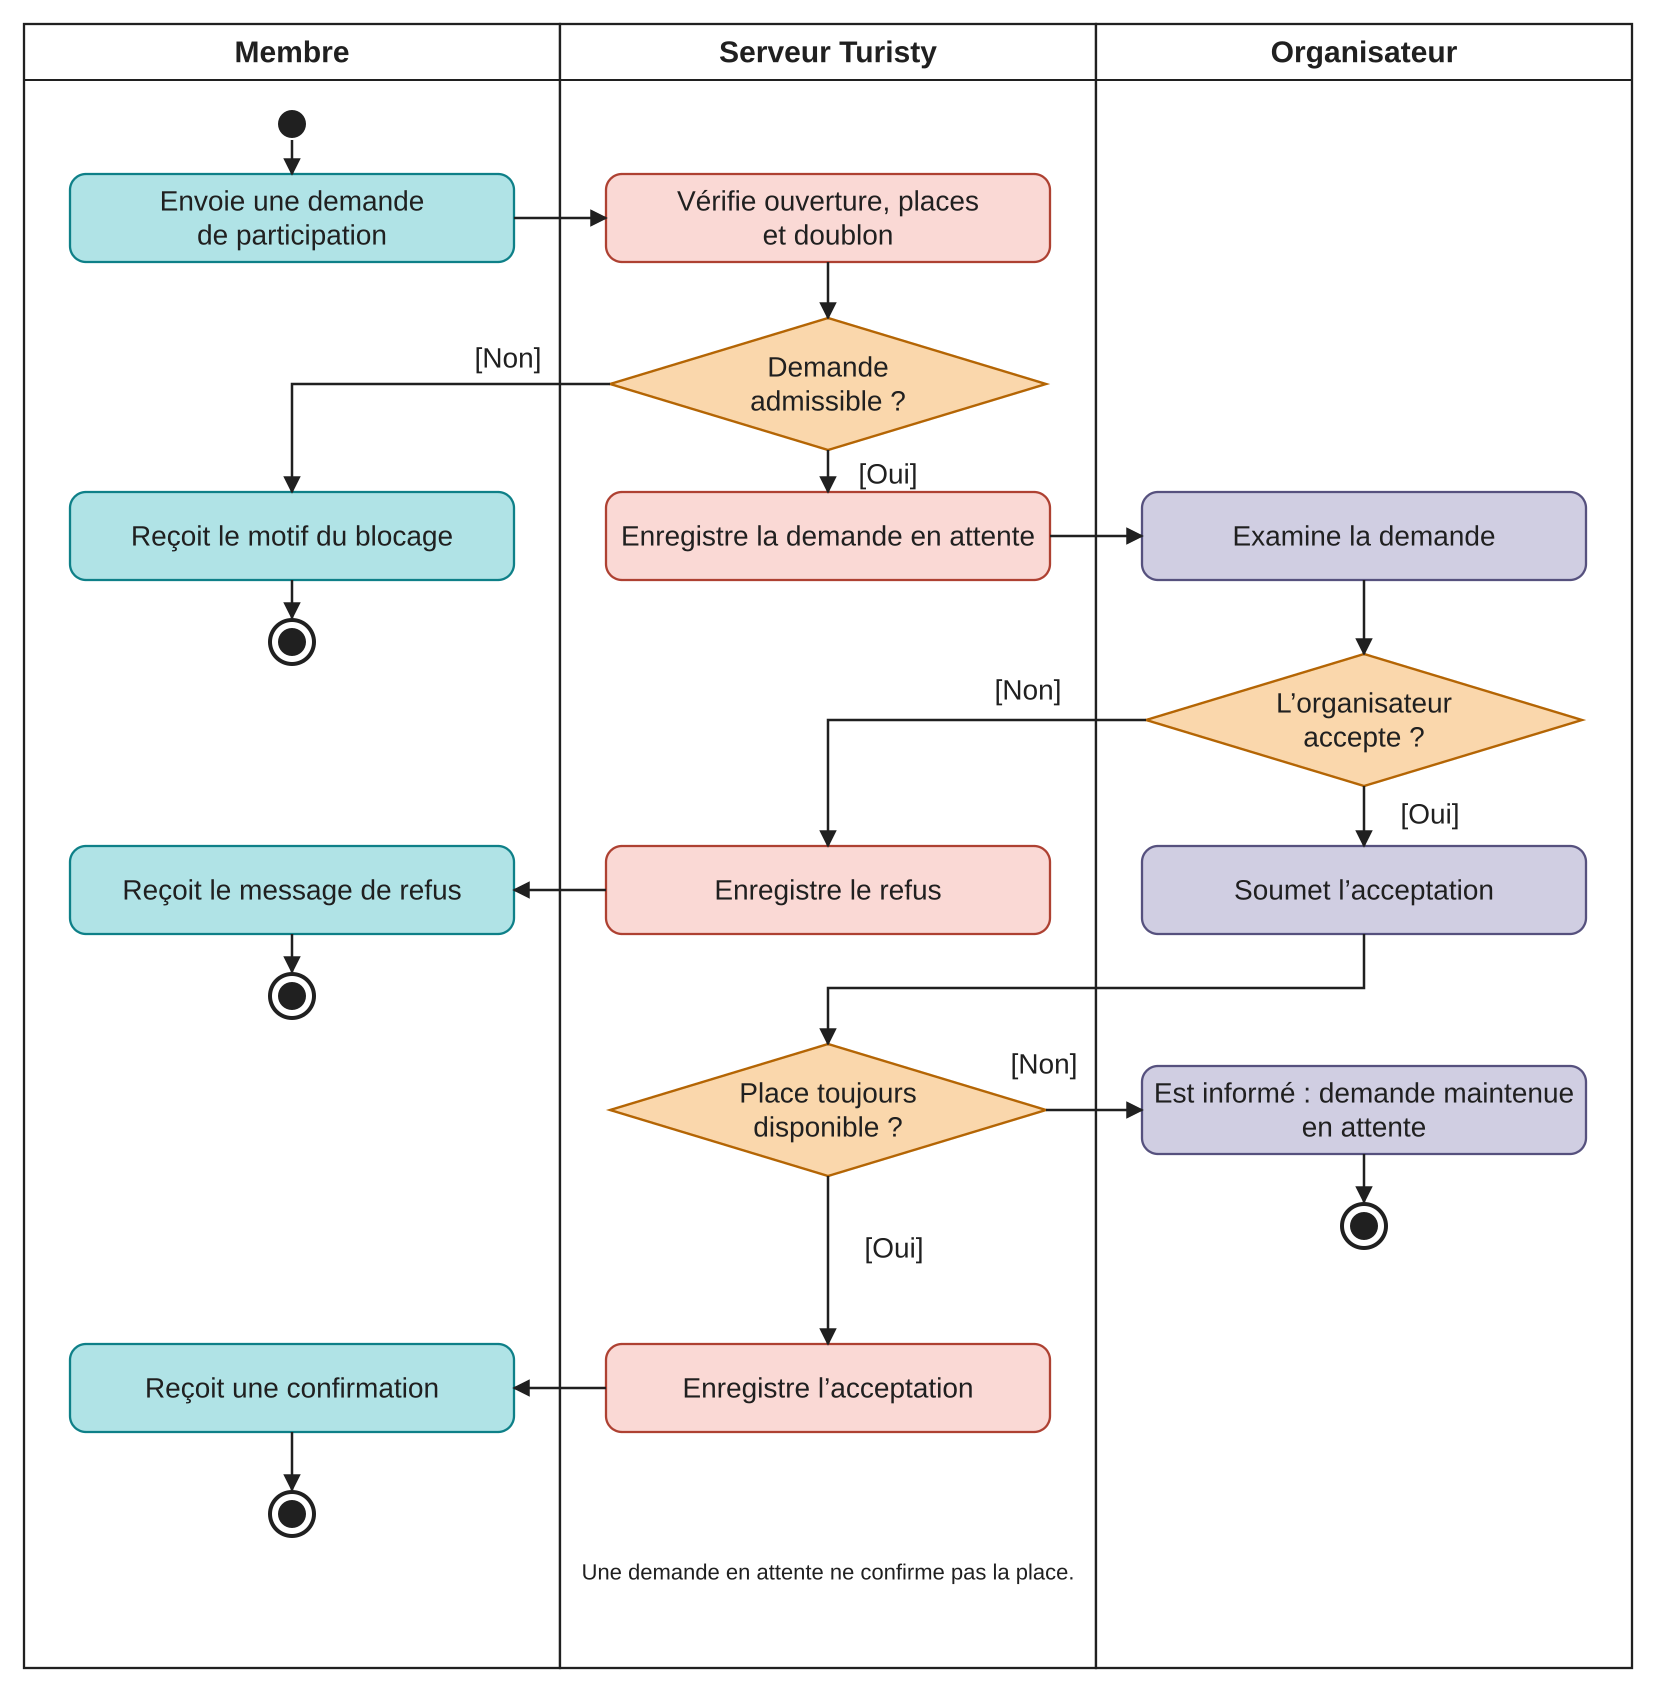 Membre
Serveur Turisty
Organisateur
Envoie une demande
de participation
Vérifie ouverture, places
et doublon
[Non]
Demande
admissible ?
[Oui]
Reçoit le motif du blocage
Enregistre la demande en attente
Examine la demande
[Non]
L’organisateur
accepte ?
[Oui]
Reçoit le message de refus
Enregistre le refus
Soumet l’acceptation
Place toujours
disponible ?
[Non]
Est informé : demande maintenue
en attente
[Oui]
Reçoit une confirmation
Enregistre l’acceptation
Une demande en attente ne confirme pas la place.